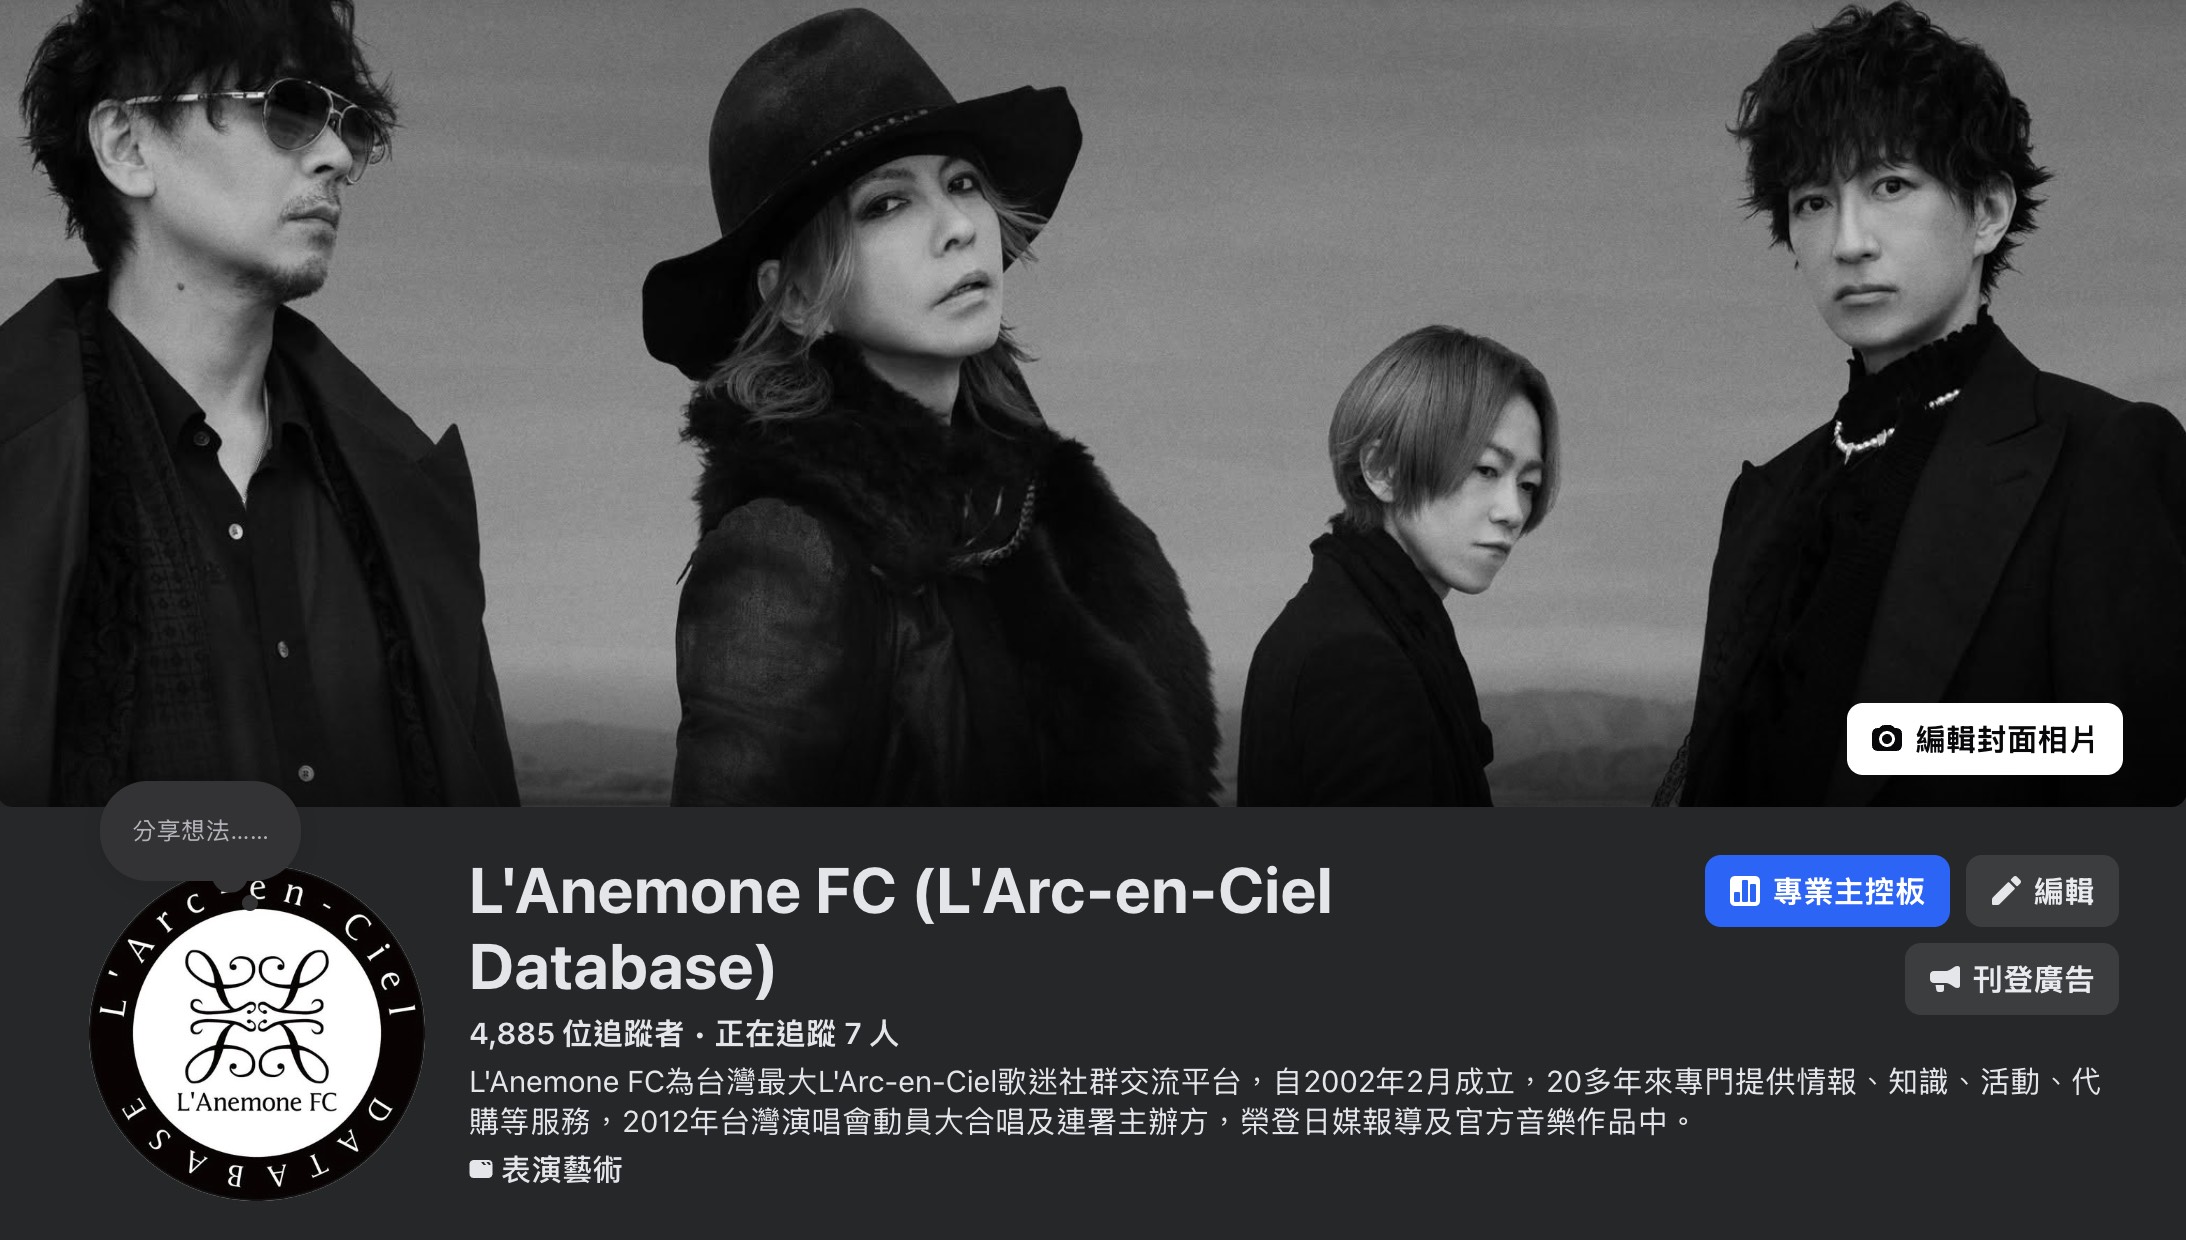 編輯封面相片
分享想法......
L'Arc-en-Ciel DATABASE
L'Anemone FC
L'Anemone FC (L'Arc-en-Ciel
Database)
4,885 位追蹤者・正在追蹤 7 人
L'Anemone FC為台灣最大L'Arc-en-Ciel歌迷社群交流平台，自2002年2月成立，20多年來專門提供情報、知識、活動、代
購等服務，2012年台灣演唱會動員大合唱及連署主辦方，榮登日媒報導及官方音樂作品中。
表演藝術
專業主控板
編輯
刊登廣告